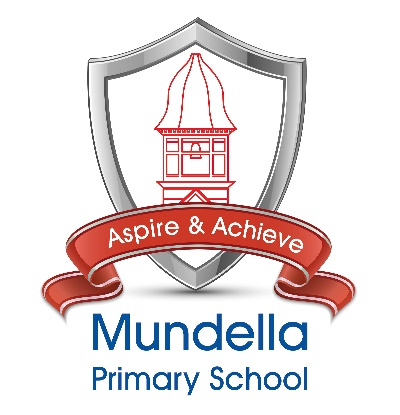 Aspire & Achieve
Mundella
Primary School